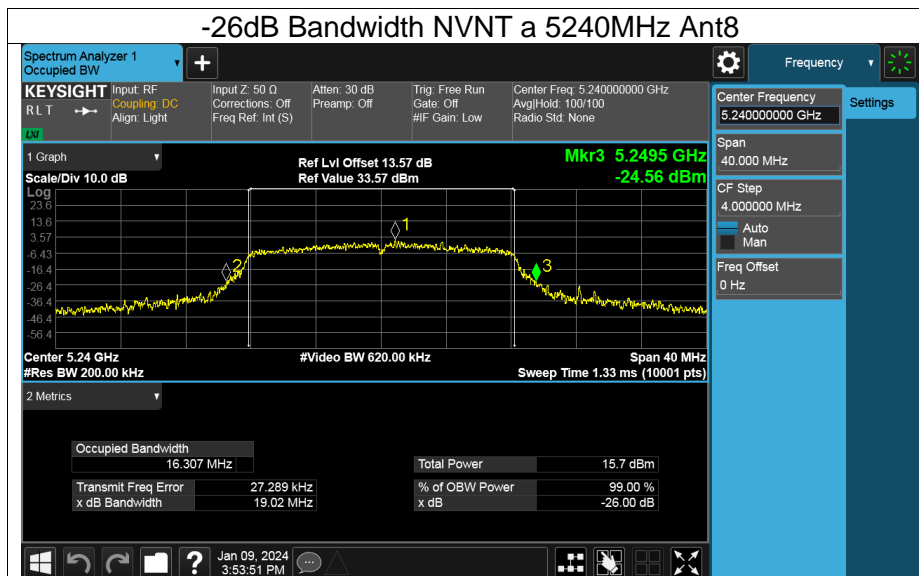 -26dB Bandwidth NVNT a 5240MHz Ant8
Spectrum Analyzer 1
Occupied BW
+
Frequency
KEYSIGHT
RLT
LXI
Input: RF
Coupling: DC
Align: Light
Input Z: 50 Ω
Corrections: Off
Freq Ref: Int (S)
Atten: 30 dB
Preamp: Off
Trig: Free Run
Gate: Off
#IF Gain: Low
Center Freq: 5.240000000 GHz
Avg|Hold: 100/100
Radio Std: None
Center Frequency
5.240000000 GHz
Settings
Span
40.000 MHz
CF Step
4.000000 MHz
Auto
Man
Freq Offset
0 Hz
1 Graph
Scale/Div 10.0 dB
Ref Lvl Offset 13.57 dB
Ref Value 33.57 dBm
Mkr3 5.2495 GHz
-24.56 dBm
Log
23.6
13.6
3.57
-6.43
-16.4
-26.4
-36.4
-46.4
-56.4
1
2
3
Center 5.24 GHz
#Res BW 200.00 kHz
#Video BW 620.00 kHz
Span 40 MHz
Sweep Time 1.33 ms (10001 pts)
2 Metrics
Occupied Bandwidth
16.307 MHz
Transmit Freq Error 27.289 kHz
x dB Bandwidth 19.02 MHz
Total Power 15.7 dBm
% of OBW Power 99.00 %
x dB -26.00 dB
?
Jan 09, 2024
3:53:51 PM